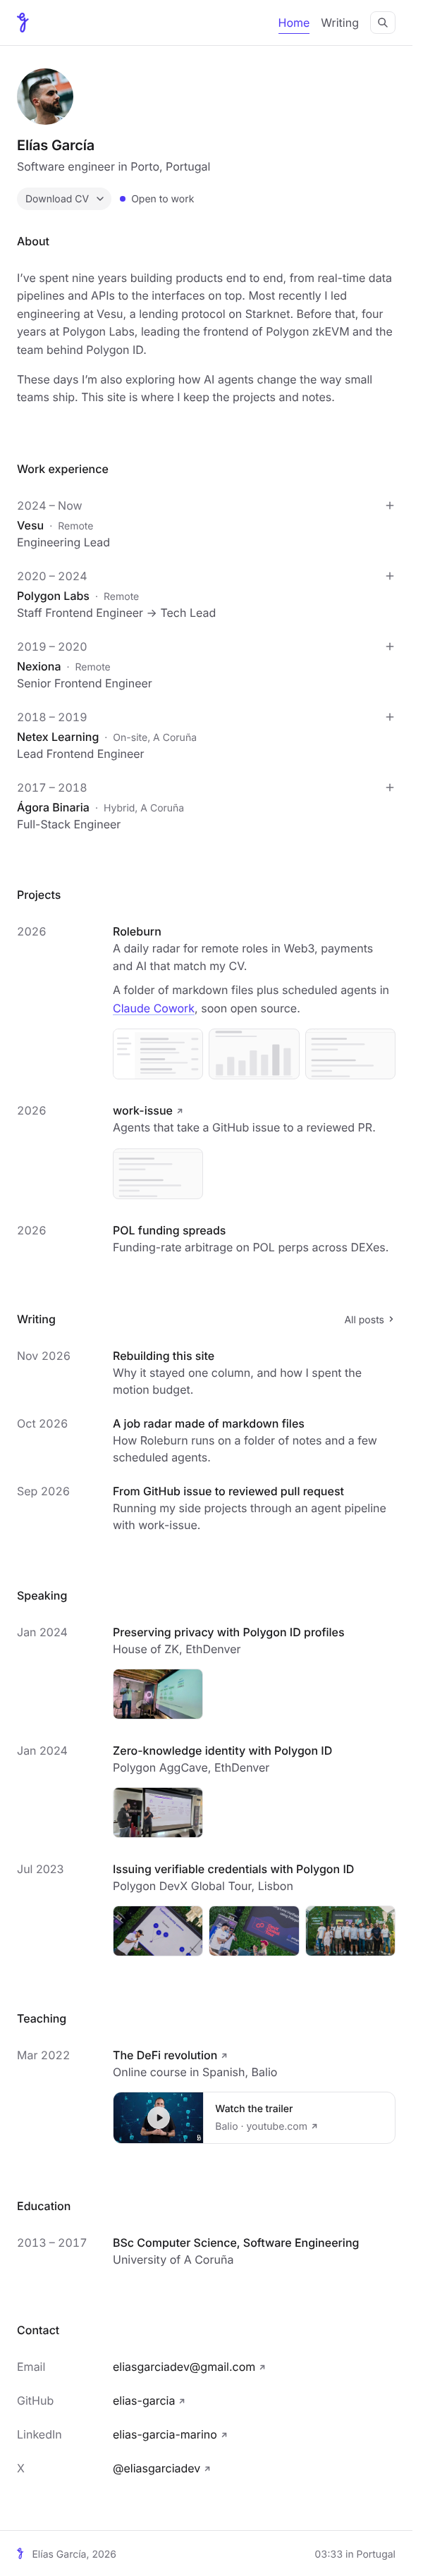 Home Writing
Elías García
Software engineer in Porto, Portugal
Download CV
Open to work
About
I’ve spent nine years building products end to end, from real-time data
pipelines and APIs to the interfaces on top. Most recently I led
engineering at Vesu, a lending protocol on Starknet. Before that, four
years at Polygon Labs, leading the frontend of Polygon zkEVM and the
team behind Polygon ID.
These days I’m also exploring how AI agents change the way small
teams ship. This site is where I keep the projects and notes.
Work experience
2024 – Now
Vesu · Remote
Engineering Lead
2020 – 2024
Polygon Labs · Remote
Staff Frontend Engineer → Tech Lead
2019 – 2020
Nexiona · Remote
Senior Frontend Engineer
2018 – 2019
Netex Learning · On-site, A Coruña
Lead Frontend Engineer
2017 – 2018
Ágora Binaria · Hybrid, A Coruña
Full-Stack Engineer
Projects
2026
Roleburn
A daily radar for remote roles in Web3, payments
and AI that match my CV.
A folder of markdown files plus scheduled agents in
Claude Cowork, soon open source.
2026
work-issue ↗
Agents that take a GitHub issue to a reviewed PR.
2026
POL funding spreads
Funding-rate arbitrage on POL perps across DEXes.
Writing
All posts
Nov 2026
Rebuilding this site
Why it stayed one column, and how I spent the
motion budget.
Oct 2026
A job radar made of markdown files
How Roleburn runs on a folder of notes and a few
scheduled agents.
Sep 2026
From GitHub issue to reviewed pull request
Running my side projects through an agent pipeline
with work-issue.
Speaking
Jan 2024
Preserving privacy with Polygon ID profiles
House of ZK, EthDenver
Jan 2024
Zero-knowledge identity with Polygon ID
Polygon AggCave, EthDenver
Jul 2023
Issuing verifiable credentials with Polygon ID
Polygon DevX Global Tour, Lisbon
Teaching
Mar 2022
The DeFi revolution ↗
Online course in Spanish, Balio
Watch the trailer
Balio · youtube.com ↗
Education
2013 – 2017
BSc Computer Science, Software Engineering
University of A Coruña
Contact
Email
eliasgarciadev@gmail.com ↗
GitHub
elias-garcia ↗
LinkedIn
elias-garcia-marino ↗
X
@eliasgarciadev ↗
Elías García, 2026
03:33 in Portugal